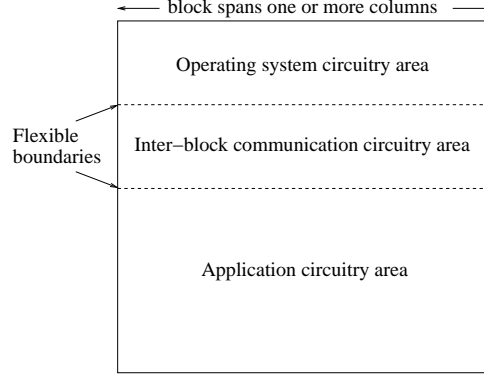 block spans one or more columns
Operating system circuitry area
Flexible
boundaries
Inter−block communication circuitry area
Application circuitry area